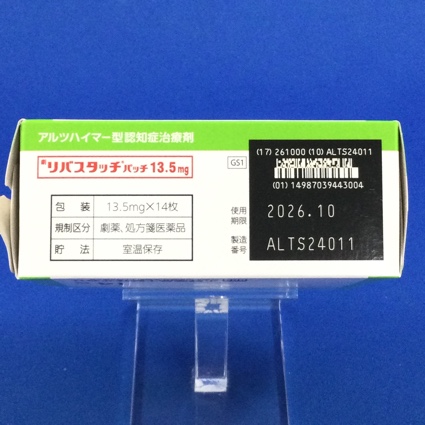 アルツハイマー型認知症治療剤
リバスタッチ®パッチ13.5mg
包装 13.5mg×14枚
規制区分 劇薬、処方箋医薬品
貯法 室温保存
GS1
(17) 261000 (10) ALTS24011
(01) 14987039443004
使用期限 2026.10
製造番号 ALTS24011